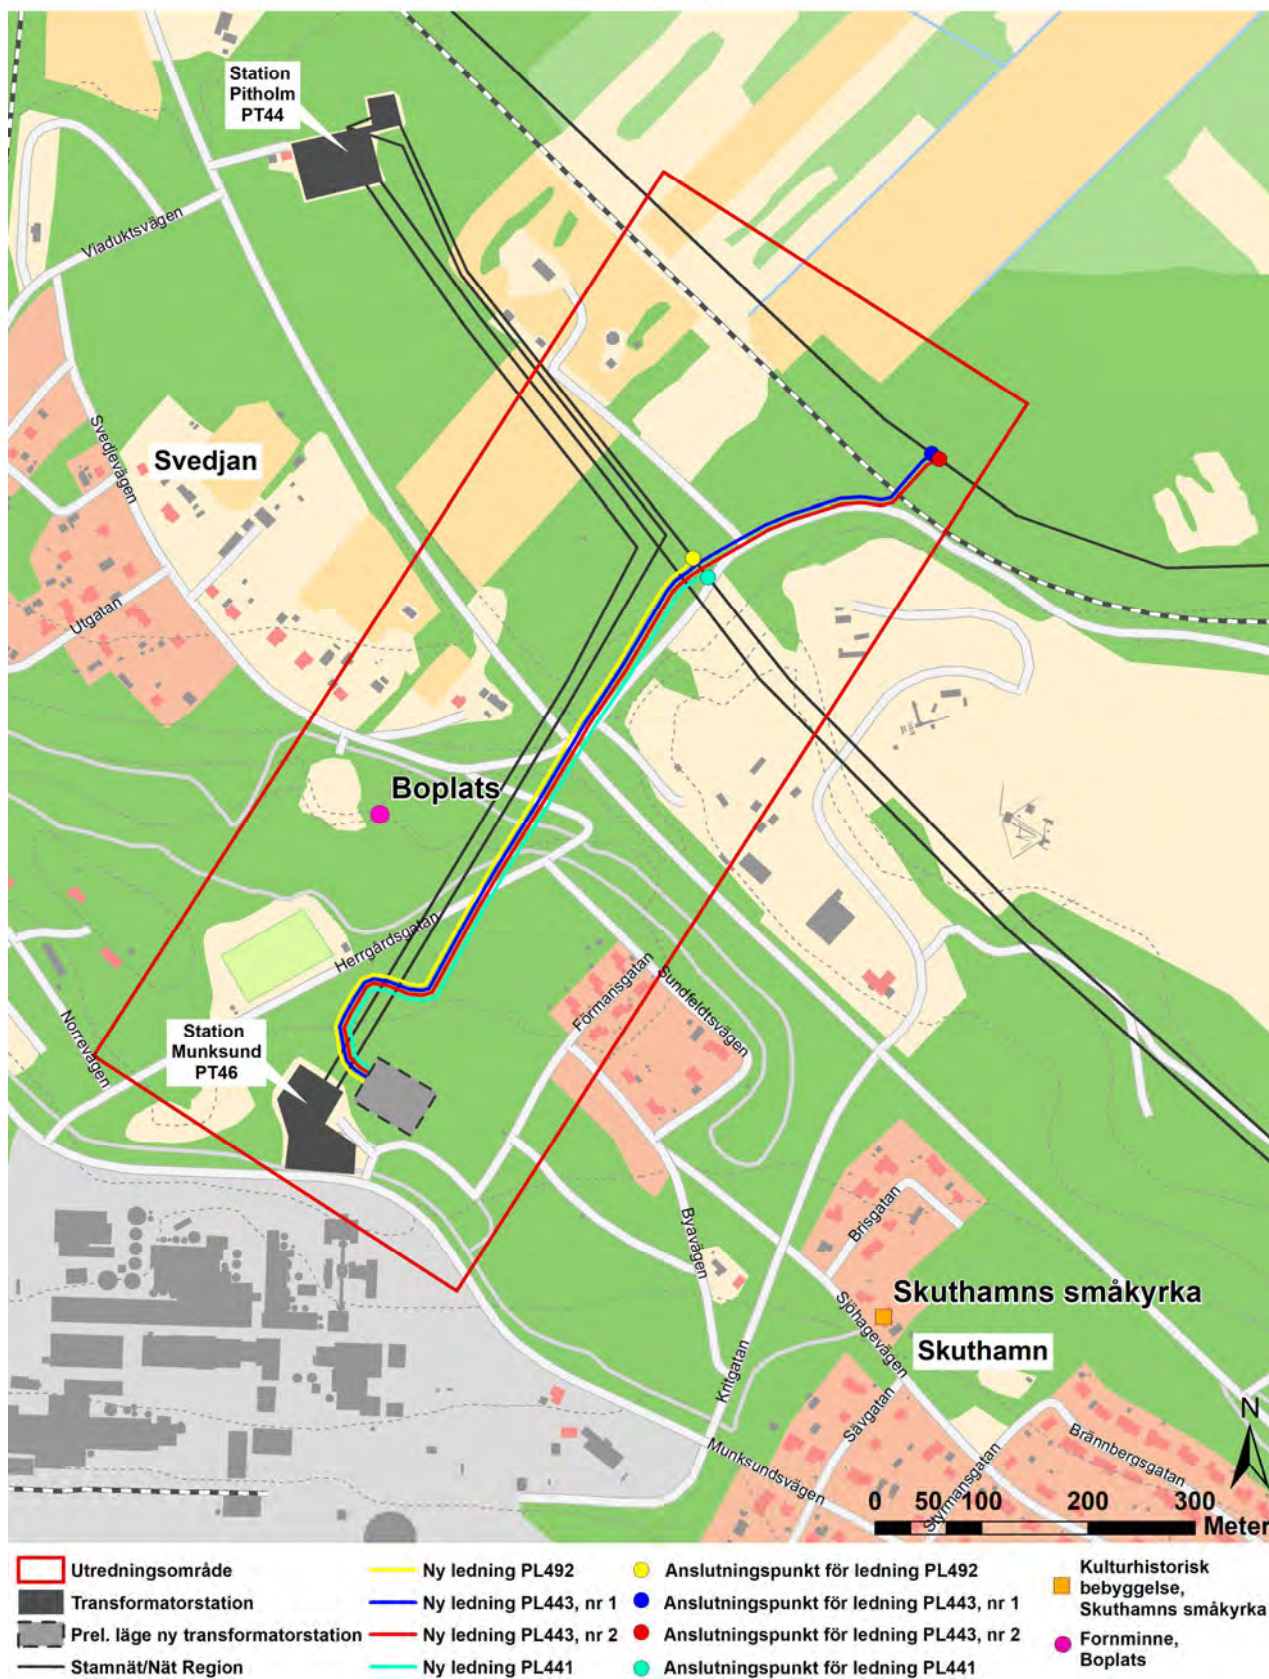 Station
Pitholm
PT44
Viaduktsvägen
Svedjevägen
Svedjan
Utgatan
Boplats
Herrgårdsgatan
Norrevägen
Station
Munksund
PT46
Förmansgatan
Sundfeldtsvägen
Byavägen
Brisgatan
Skuthamns småkyrka
Sjöhagevägen
Skuthamn
Kritgatan
Sävgatan
Munksundsvägen
Styrmansgatan
Brännbergsgatan
N
0 50 100 200 300
Meter
Utredningsområde
Transformatorstation
Prel. läge ny transformatorstation
Stamnät/Nät Region
Ny ledning PL492
Ny ledning PL443, nr 1
Ny ledning PL443, nr 2
Ny ledning PL441
Anslutningspunkt för ledning PL492
Anslutningspunkt för ledning PL443, nr 1
Anslutningspunkt för ledning PL443, nr 2
Anslutningspunkt för ledning PL441
Kulturhistorisk
bebyggelse,
Skuthamns småkyrka
Fornminne,
Boplats